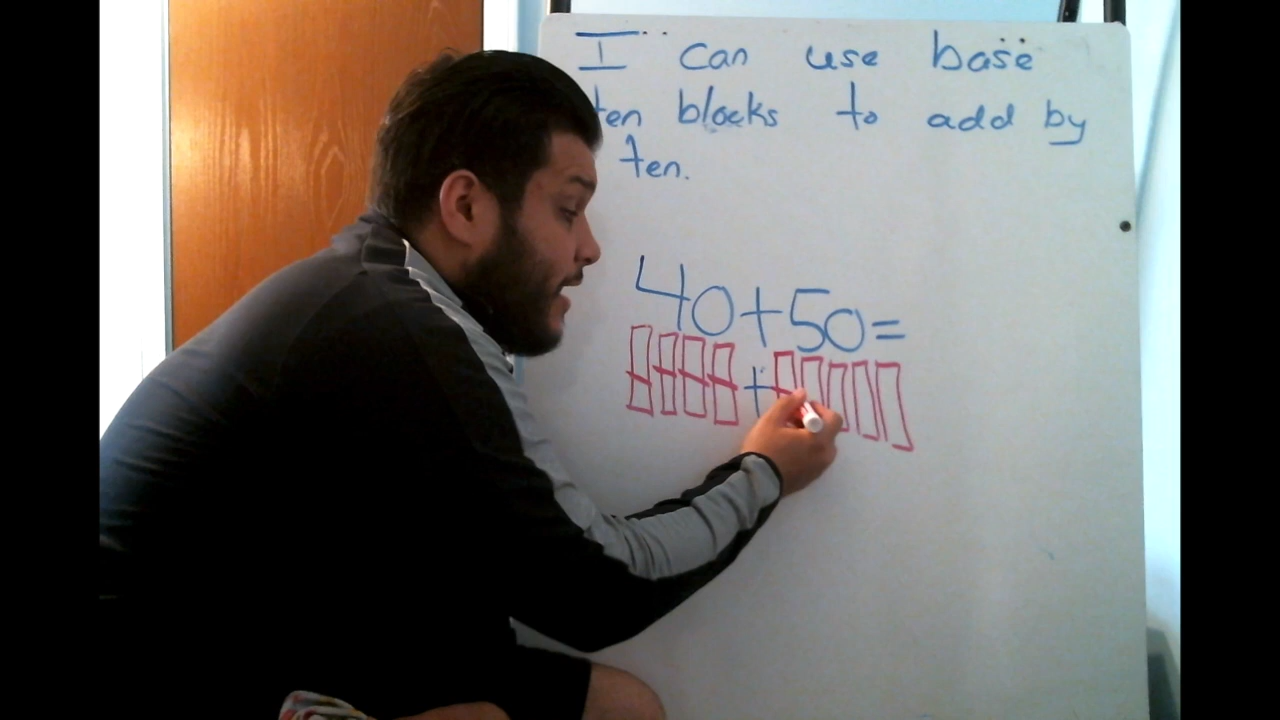 I can use base
ten blocks to add by
ten.
40+50=
+